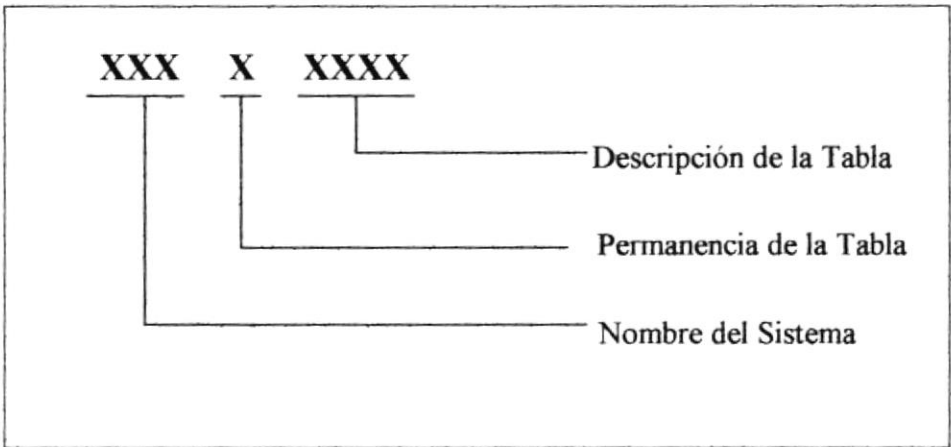 XXX X XXXX
Descripción de la Tabla
Permanencia de la Tabla
Nombre del Sistema